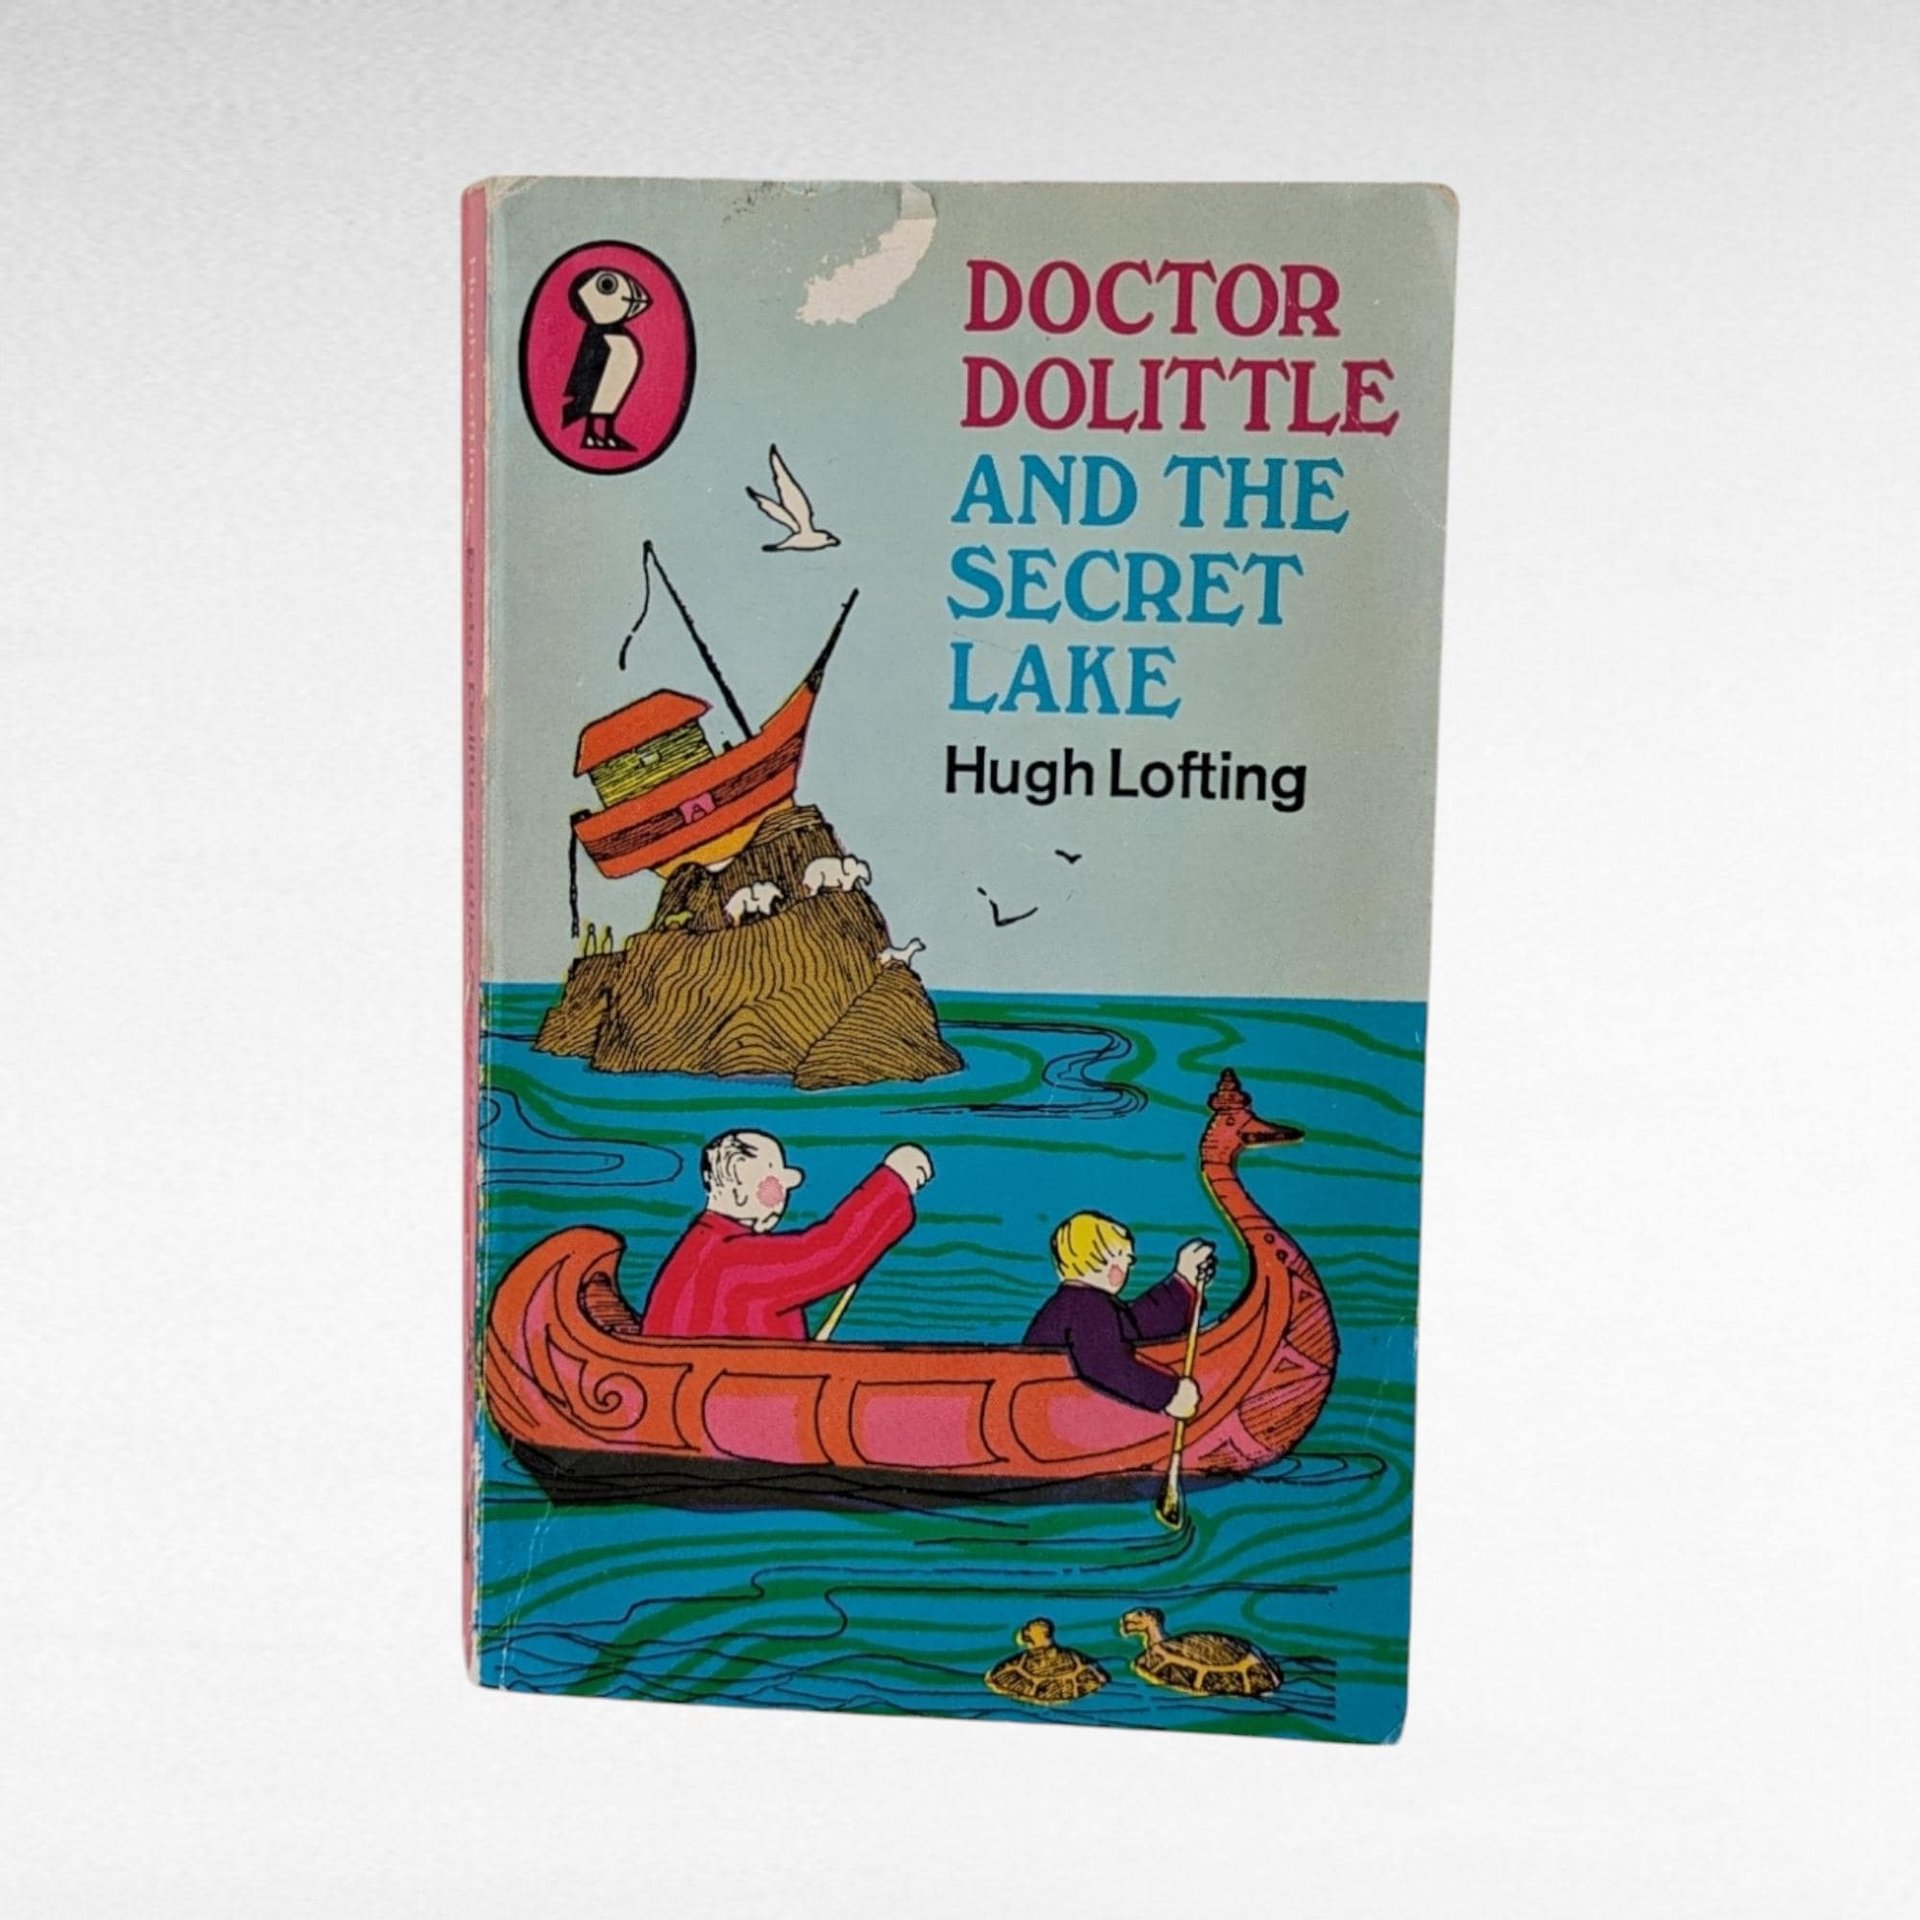 DOCTOR
DOLITTLE
AND THE
SECRET
LAKE
Hugh Lofting
A